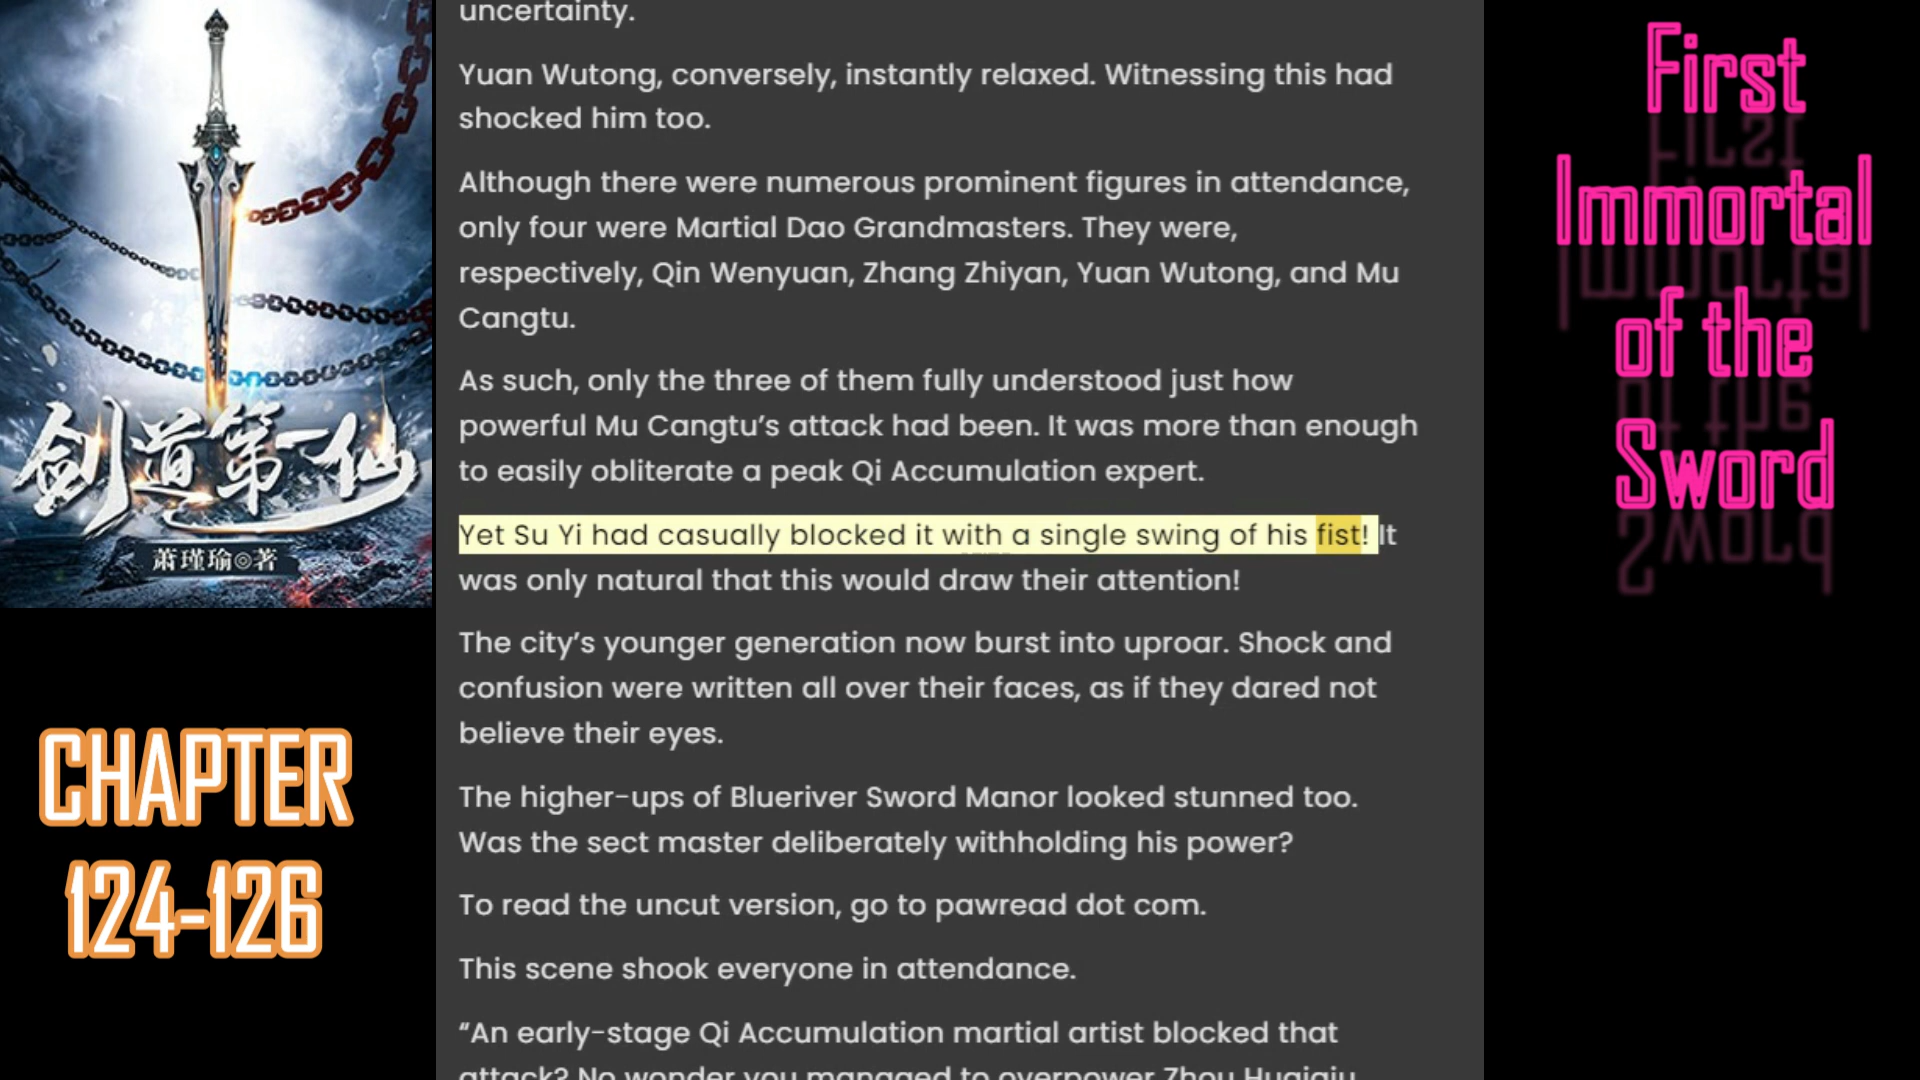 剑道第一仙
萧瑾瑜◎著
CHAPTER
124-126
uncertainty.
Yuan Wutong, conversely, instantly relaxed. Witnessing this had
shocked him too.
Although there were numerous prominent figures in attendance,
only four were Martial Dao Grandmasters. They were,
respectively, Qin Wenyuan, Zhang Zhiyan, Yuan Wutong, and Mu
Cangtu.
As such, only the three of them fully understood just how
powerful Mu Cangtu’s attack had been. It was more than enough
to easily obliterate a peak Qi Accumulation expert.
Yet Su Yi had casually blocked it with a single swing of his fist! It
was only natural that this would draw their attention!
The city’s younger generation now burst into uproar. Shock and
confusion were written all over their faces, as if they dared not
believe their eyes.
The higher-ups of Blueriver Sword Manor looked stunned too.
Was the sect master deliberately withholding his power?
To read the uncut version, go to pawread dot com.
This scene shook everyone in attendance.
“An early-stage Qi Accumulation martial artist blocked that
attack? No wonder you managed to overpower Zhou Huaiqiu
First
Immortal
of the
Sword